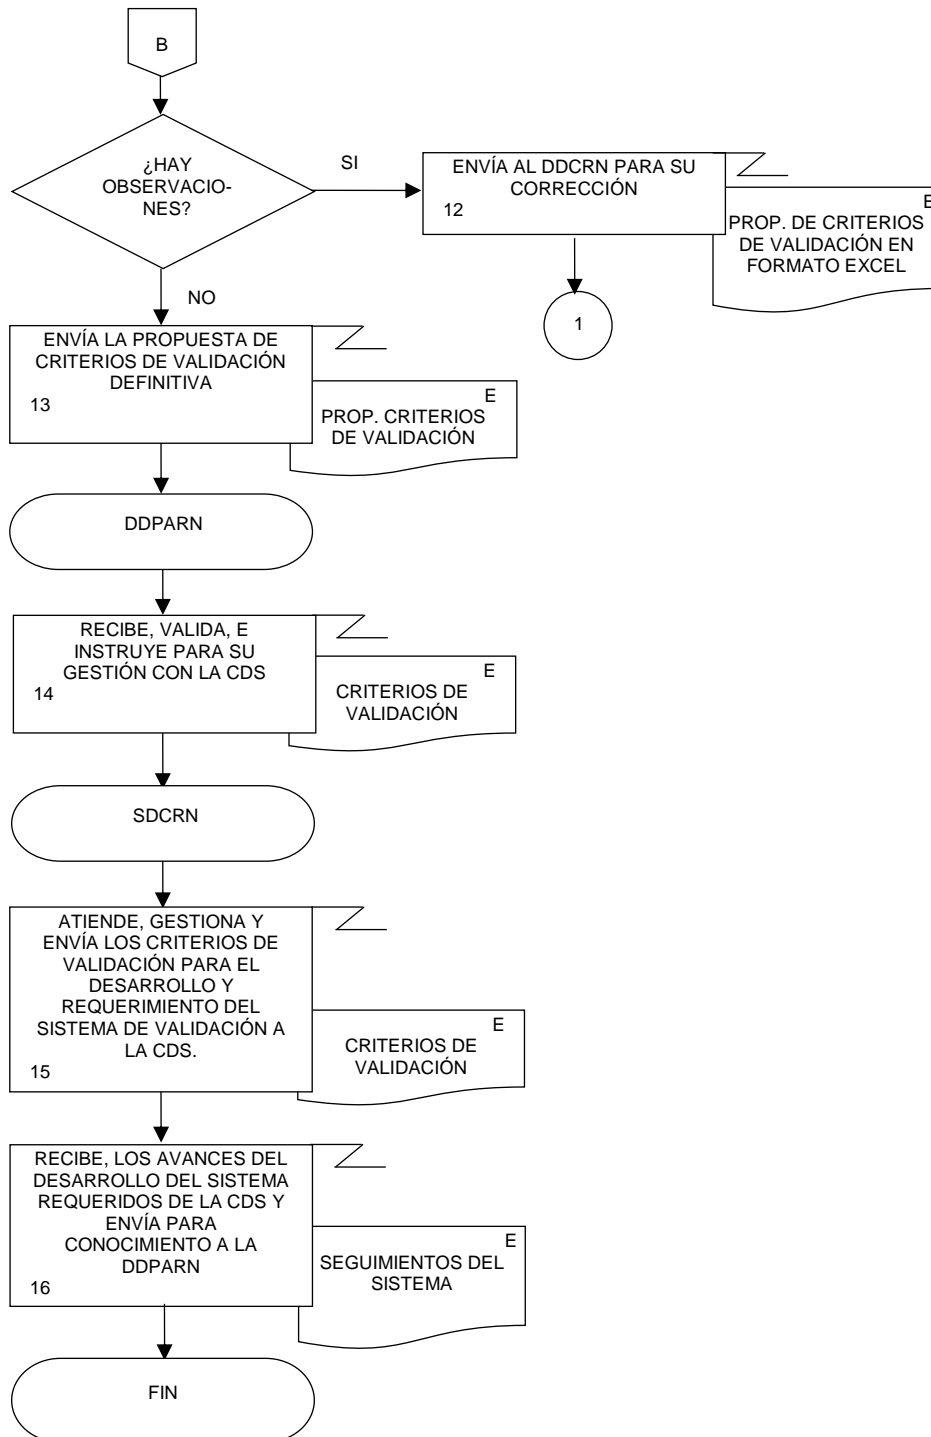 B
¿HAY
OBSERVACIO-
NES?
SI
ENVÍA AL DDCRN PARA SU
CORRECCIÓN
12
E
PROP. DE CRITERIOS
DE VALIDACIÓN EN
FORMATO EXCEL
1
NO
ENVÍA LA PROPUESTA DE
CRITERIOS DE VALIDACIÓN
DEFINITIVA
13
E
PROP. CRITERIOS
DE VALIDACIÓN
DDPARN
RECIBE, VALIDA, E
INSTRUYE PARA SU
GESTIÓN CON LA CDS
14
E
CRITERIOS DE
VALIDACIÓN
SDCRN
ATIENDE, GESTIONA Y
ENVÍA LOS CRITERIOS DE
VALIDACIÓN PARA EL
DESARROLLO Y
REQUERIMIENTO DEL
SISTEMA DE VALIDACIÓN A
LA CDS.
15
E
CRITERIOS DE
VALIDACIÓN
RECIBE, LOS AVANCES DEL
DESARROLLO DEL SISTEMA
REQUERIDOS DE LA CDS Y
ENVÍA PARA
CONOCIMIENTO A LA
DDPARN
16
E
SEGUIMIENTOS DEL
SISTEMA
FIN